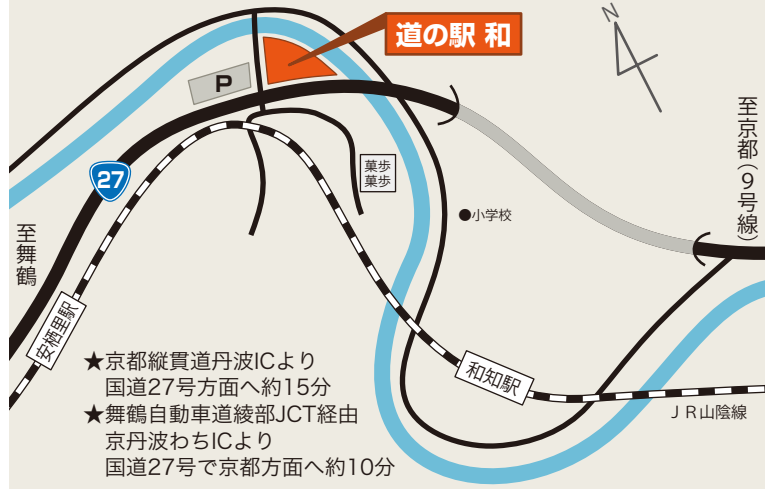 道の駅 和
N
P
至京都(9号線)
27
菓歩
菓歩
●小学校
至舞鶴
安栖里駅
和知駅
JR山陰線
★京都縦貫道丹波ICより
国道27号方面へ約15分
★舞鶴自動車道綾部JCT経由
京丹波わちICより
国道27号で京都方面へ約10分